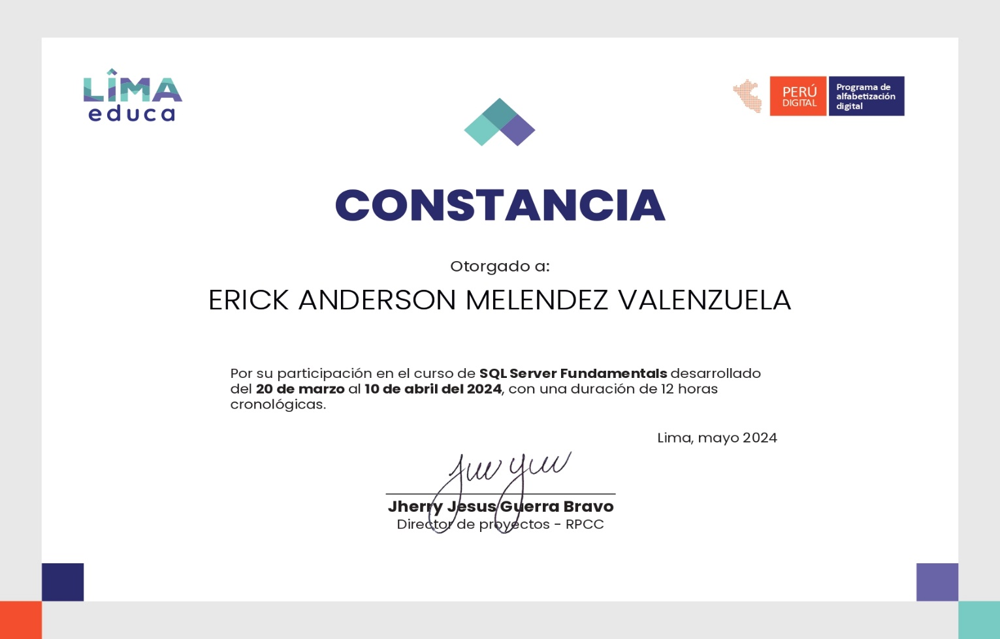 LIMA
educa
PERÚ
DIGITAL
Programa de
alfabetización
digital
CONSTANCIA
Otorgado a:
ERICK ANDERSON MELENDEZ VALENZUELA
Por su participación en el curso de SQL Server Fundamentals desarrollado
del 20 de marzo al 10 de abril del 2024, con una duración de 12 horas
cronológicas.
Lima, mayo 2024
Jherry Jesus Guerra Bravo
Director de proyectos - RPCC